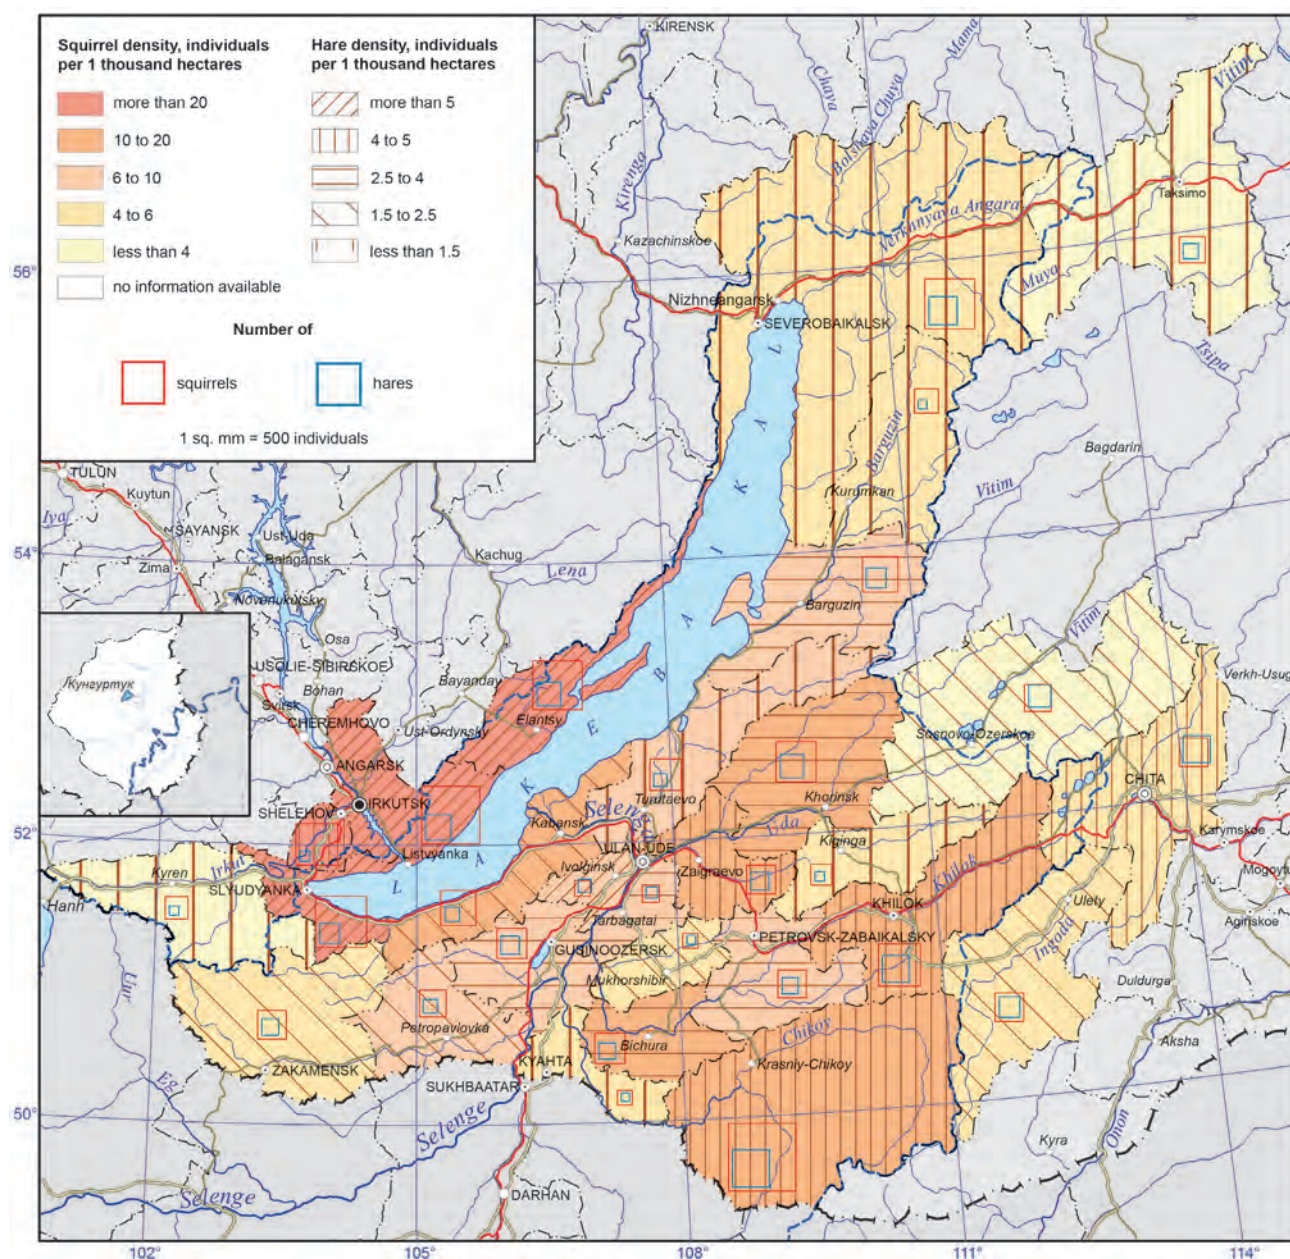 Squirrel density, individuals
per 1 thousand hectares
more than 20
10 to 20
6 to 10
4 to 6
less than 4
no information available
Hare density, individuals
per 1 thousand hectares
more than 5
4 to 5
2.5 to 4
1.5 to 2.5
less than 1.5
Number of
squirrels
hares
1 sq. mm = 500 individuals
KIRENSK
Mama
Chaya
Bolshaya Chuya
Vitim
Kirenga
Taksimo
Verkhnyaya Angara
Kazachinskoe
56°
Muya
Nizhneangarsk
SEVEROBAIKALSK
Tsipa
Barguzin
Bagdarin
TULUN
Kuytun
Kurumkan
Vitim
Iya
SAYANSK
Ust-Uda
54°
Balagansk
Kachug
Zima
Lena
Novonukutsky
Barguzin
Osa
Vitim
USOLIE-SIBIRSKOE
Кунгуртук
Bohan
Bayanday
Verkh-Usug
Svirsk
CHEREMHOVO
Ust-Ordynsky
Elantsy
Sosnovo-Ozerskoe
ANGARSK
CHITA
IRKUTSK
Turuntaevo
SHELEHOV
Selenga
Khorinsk
52°
Kabansk
Uda
Karymskoe
Listvyanka
ULAN-UDE
Kiginga
Irkut
Ivolginsk
Zaigraevo
Khilok
Mogoytu
Kyren
SLYUDYANKA
B A I K A L
Hanh
Tarbagatai
KHILOK
Ulety
Aginskoe
PETROVSK-ZABAIKALSKY
GUSINOOZERSK
Ingoda
Mukhorshibir
Duldurga
Uur
Petropavlovka
Bichura
Chikoy
Aksha
KYAHTA
Krasniy-Chikoy
ZAKAMENSK
Eg
SUKHBAATAR
50°
Selenge
Onon
Kyra
Selenge
DARHAN
102°
105°
108°
111°
114°